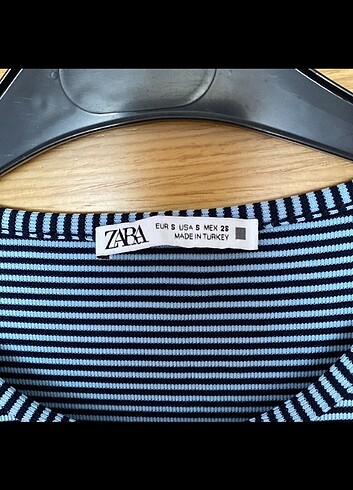 ZARA
EUR S USA S MEX 26
MADE IN TURKEY